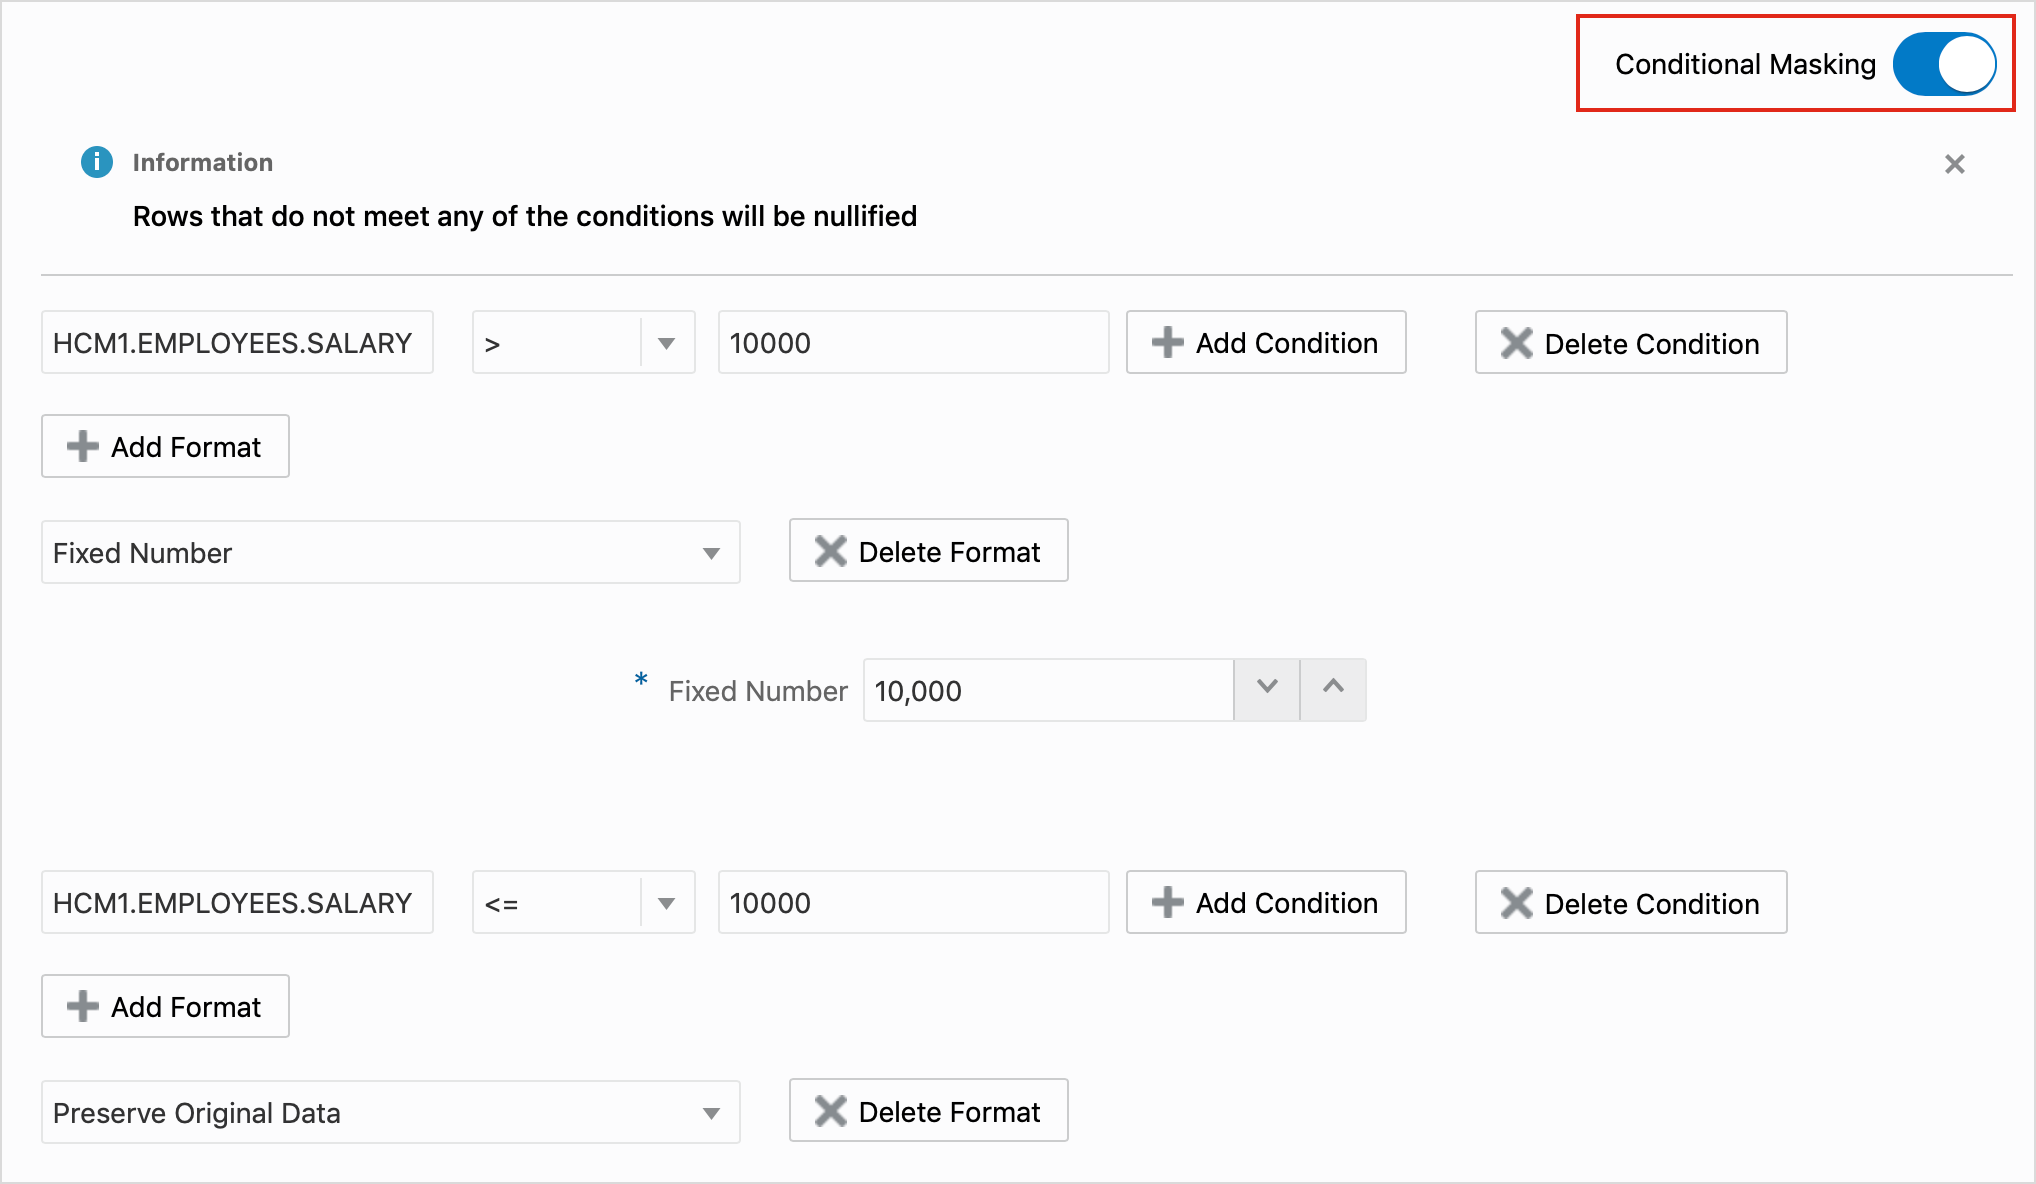 Conditional Masking
Information
Rows that do not meet any of the conditions will be nullified
HCM1.EMPLOYEES.SALARY > 10000 Add Condition Delete Condition
Add Format
Fixed Number Delete Format
* Fixed Number 10,000
HCM1.EMPLOYEES.SALARY <= 10000 Add Condition Delete Condition
Add Format
Preserve Original Data Delete Format